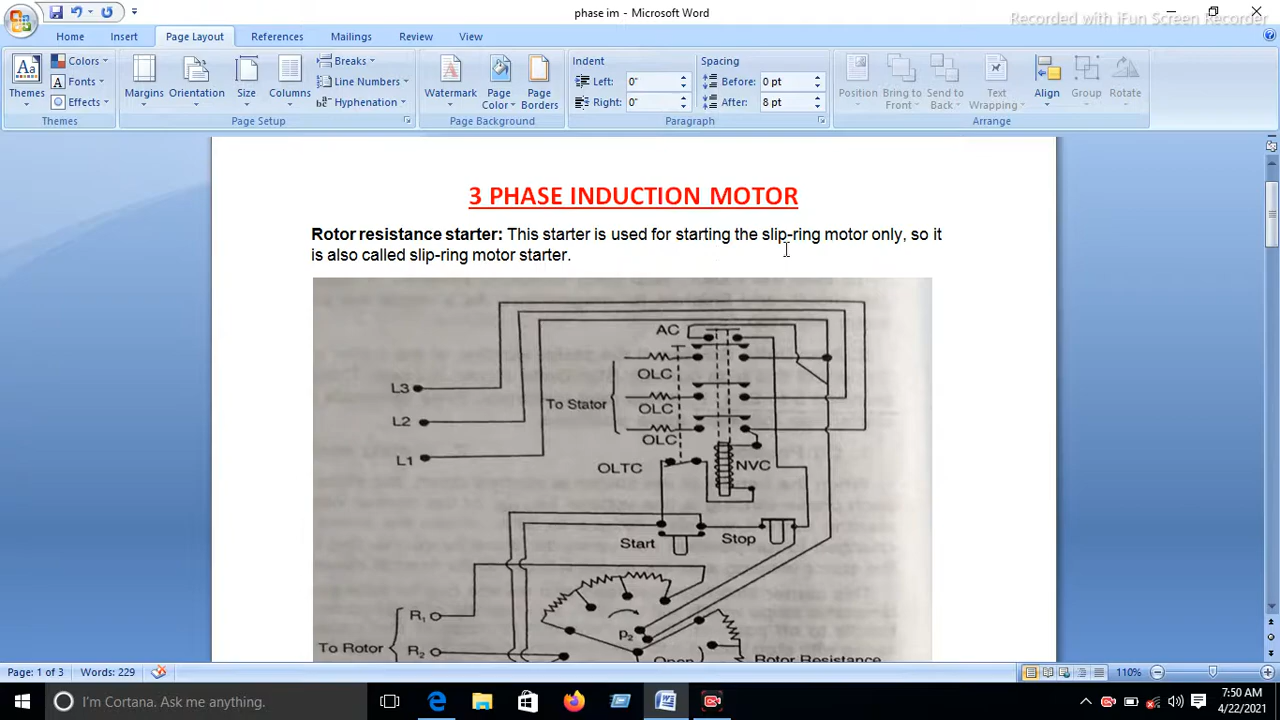 phase im - Microsoft Word
Recorded with iFun Screen Recorder
Home Insert Page Layout References Mailings Review View
Themes Colors Fonts Effects
Themes
Margins Orientation Size Columns Breaks Line Numbers Hyphenation
Page Setup
Watermark Page Color Page Borders
Page Background
Indent Spacing
Left: 0" Before: 0 pt
Right: 0" After: 8 pt
Paragraph
Position Bring to Front Send to Back Text Wrapping Align Group Rotate
Arrange
3 PHASE INDUCTION MOTOR
Rotor resistance starter: This starter is used for starting the slip-ring motor only, so it
is also called slip-ring motor starter.
AC
OLC
L3
To Stator
OLC
L2
OLC
L1
OLTC
NVC
Start
Stop
R1
P2
To Rotor
R2
Open
Rotor Resistance
Page: 1 of 3 Words: 229 110%
I'm Cortana. Ask me anything.
7:50 AM
4/22/2021